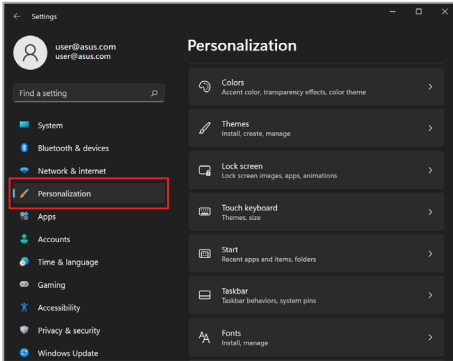 Settings
user@asus.com
user@asus.com
Find a setting
System
Bluetooth & devices
Network & internet
Personalization
Apps
Accounts
Time & language
Gaming
Accessibility
Privacy & security
Windows Update
Personalization
Colors
Accent color, transparency effects, color theme
Themes
Install, create, manage
Lock screen
Lock screen images, apps, animations
Touch keyboard
Themes, size
Start
Recent apps and items, folders
Taskbar
Taskbar behaviors, system pins
Fonts
Install, manage